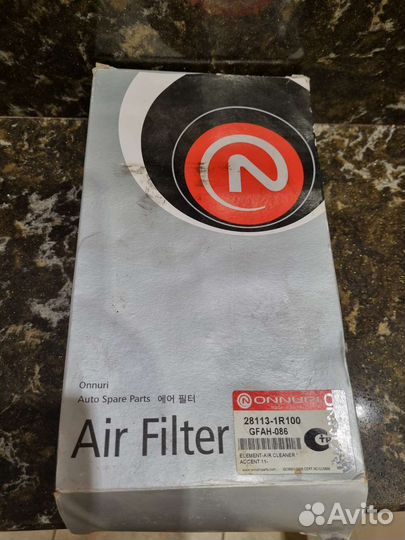 Onnuri
Auto Spare Parts 에어 필터
Air Filter
ONNURI
28113-1R100
GFAH-086
ELEMENT-AIR CLEANER
ACCENT 11-
Avito